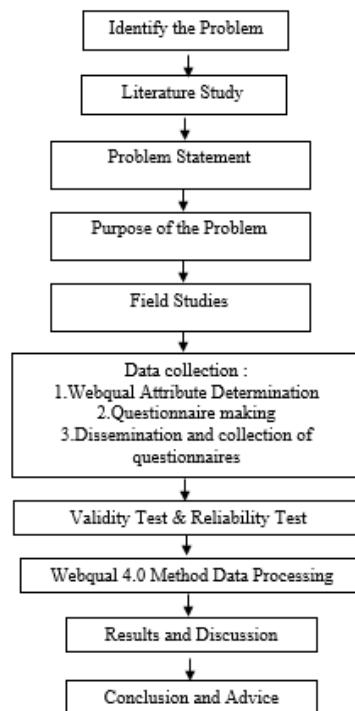 Identify the Problem
Literature Study
Problem Statement
Purpose of the Problem
Field Studies
Data collection :
1.Webqual Attribute Determination
2.Questionnaire making
3.Dissemination and collection of
questionnaires
Validity Test & Reliability Test
Webqual 4.0 Method Data Processing
Results and Discussion
Conclusion and Advice